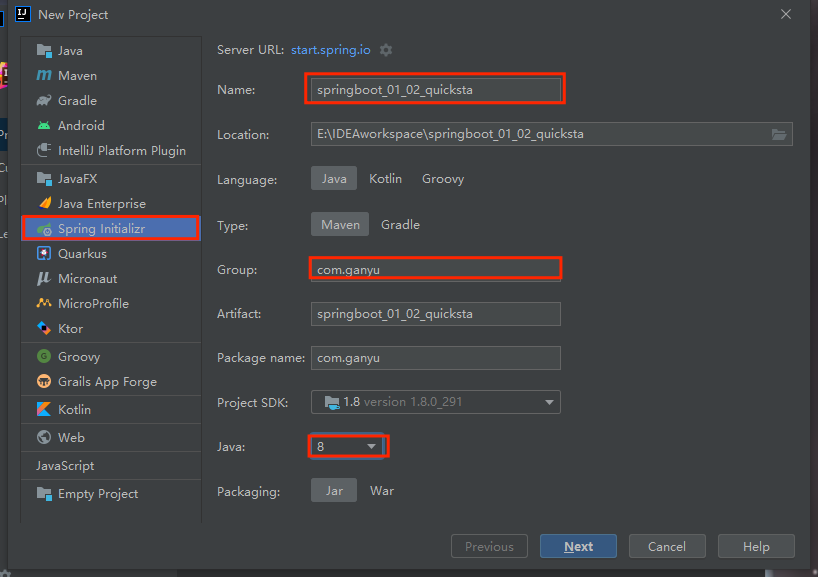 New Project
Java
Maven
Gradle
Android
IntelliJ Platform Plugin
JavaFX
Java Enterprise
Spring Initializr
Quarkus
Micronaut
MicroProfile
Ktor
Groovy
Grails App Forge
Kotlin
Web
JavaScript
Empty Project
Server URL: start.spring.io
Name: springboot_01_02_quicksta
Location: E:\IDEAworkspace\springboot_01_02_quicksta
Language: Java Kotlin Groovy
Type: Maven Gradle
Group: com.ganyu
Artifact: springboot_01_02_quicksta
Package name: com.ganyu
Project SDK: 1.8 version 1.8.0_291
Java: 8
Packaging: Jar War
Previous Next Cancel Help